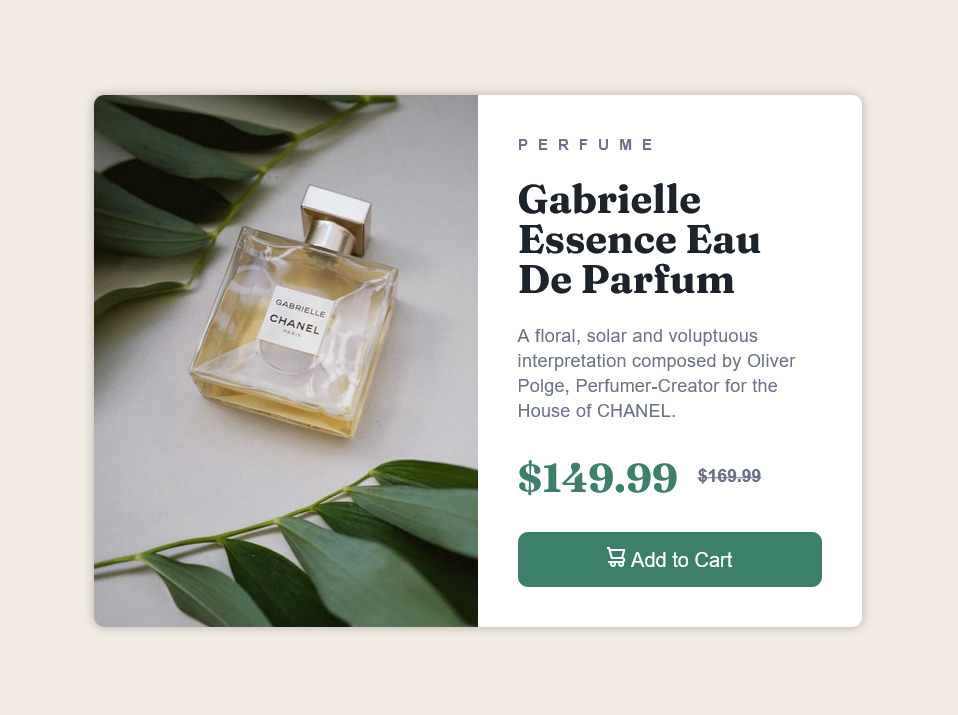 GABRIELLE
CHANEL
PARIS
PERFUME
Gabrielle
Essence Eau
De Parfum
A floral, solar and voluptuous
interpretation composed by Oliver
Polge, Perfumer-Creator for the
House of CHANEL.
$149.99 $169.99
Add to Cart